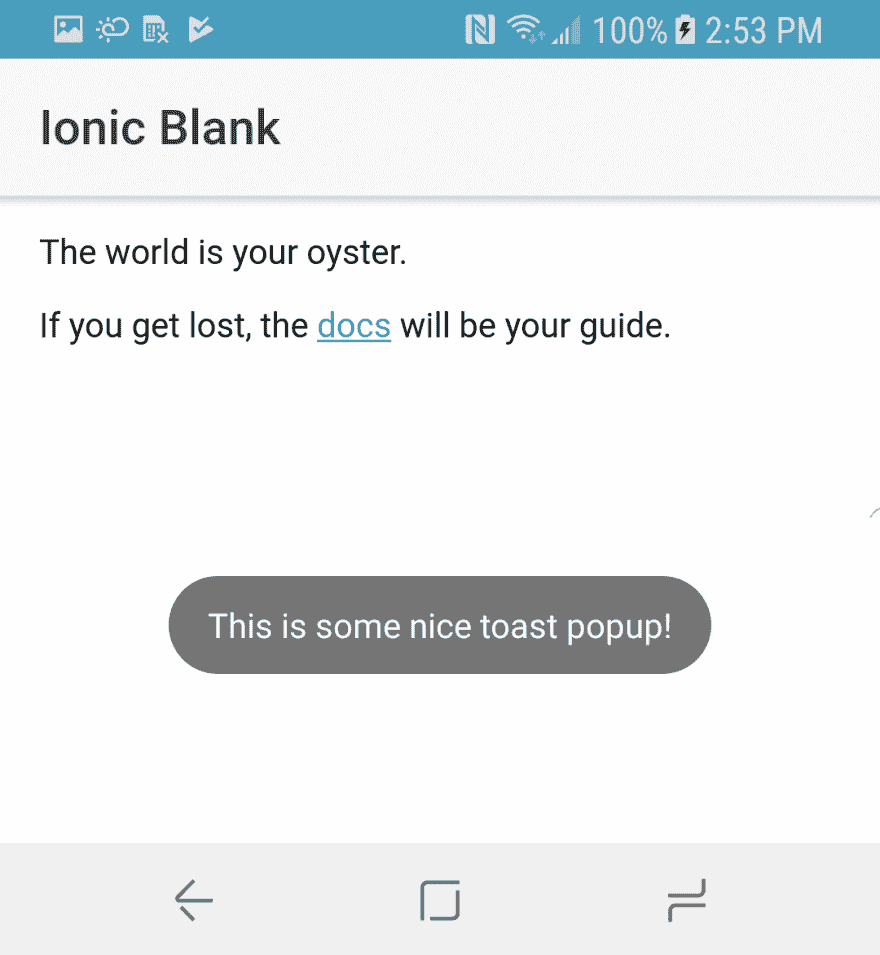 100% 2:53 PM
Ionic Blank
The world is your oyster.
If you get lost, the docs will be your guide.
This is some nice toast popup!